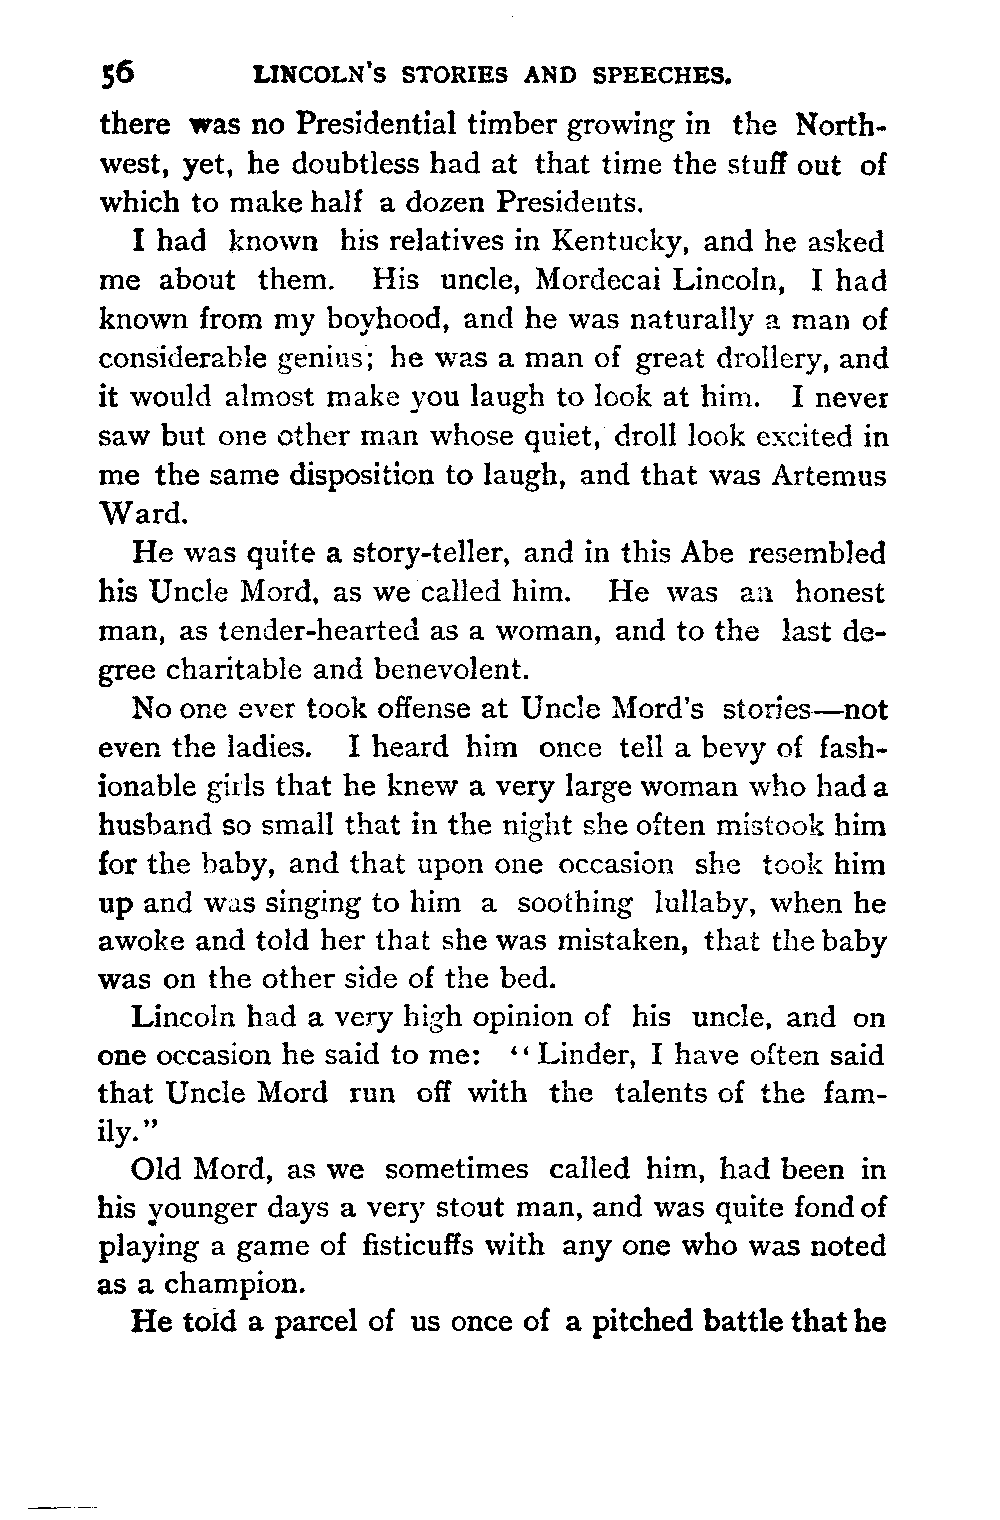 56 LINCOLN'S STORIES AND SPEECHES.
there was no Presidential timber growing in the North-
west, yet, he doubtless had at that time the stuff out of
which to make half a dozen Presidents.
I had known his relatives in Kentucky, and he asked
me about them. His uncle, Mordecai Lincoln, I had
known from my boyhood, and he was naturally a man of
considerable genius; he was a man of great drollery, and
it would almost make you laugh to look at him. I never
saw but one other man whose quiet, droll look excited in
me the same disposition to laugh, and that was Artemus
Ward.
He was quite a story-teller, and in this Abe resembled
his Uncle Mord, as we called him. He was an honest
man, as tender-hearted as a woman, and to the last de-
gree charitable and benevolent.
No one ever took offense at Uncle Mord's stories—not
even the ladies. I heard him once tell a bevy of fash-
ionable girls that he knew a very large woman who had a
husband so small that in the night she often mistook him
for the baby, and that upon one occasion she took him
up and was singing to him a soothing lullaby, when he
awoke and told her that she was mistaken, that the baby
was on the other side of the bed.
Lincoln had a very high opinion of his uncle, and on
one occasion he said to me: "Linder, I have often said
that Uncle Mord run off with the talents of the fam-
ily."
Old Mord, as we sometimes called him, had been in
his younger days a very stout man, and was quite fond of
playing a game of fisticuffs with any one who was noted
as a champion.
He told a parcel of us once of a pitched battle that he